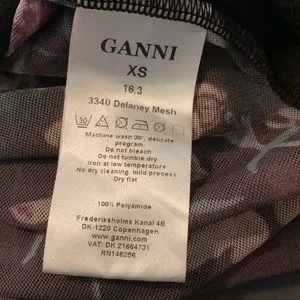 GANNI
XS
16.3
3340 Delaney Mesh
30
Machine wash 30°, delicate
program
Do not bleach
Do not tumble dry
Iron at low temperature
No dry cleaning, mild process
Dry flat
100% Polyamide
Frederiksholms Kanal 4B
DK-1220 Copenhagen
www.ganni.com
VAT: DK 21664731
RN146256